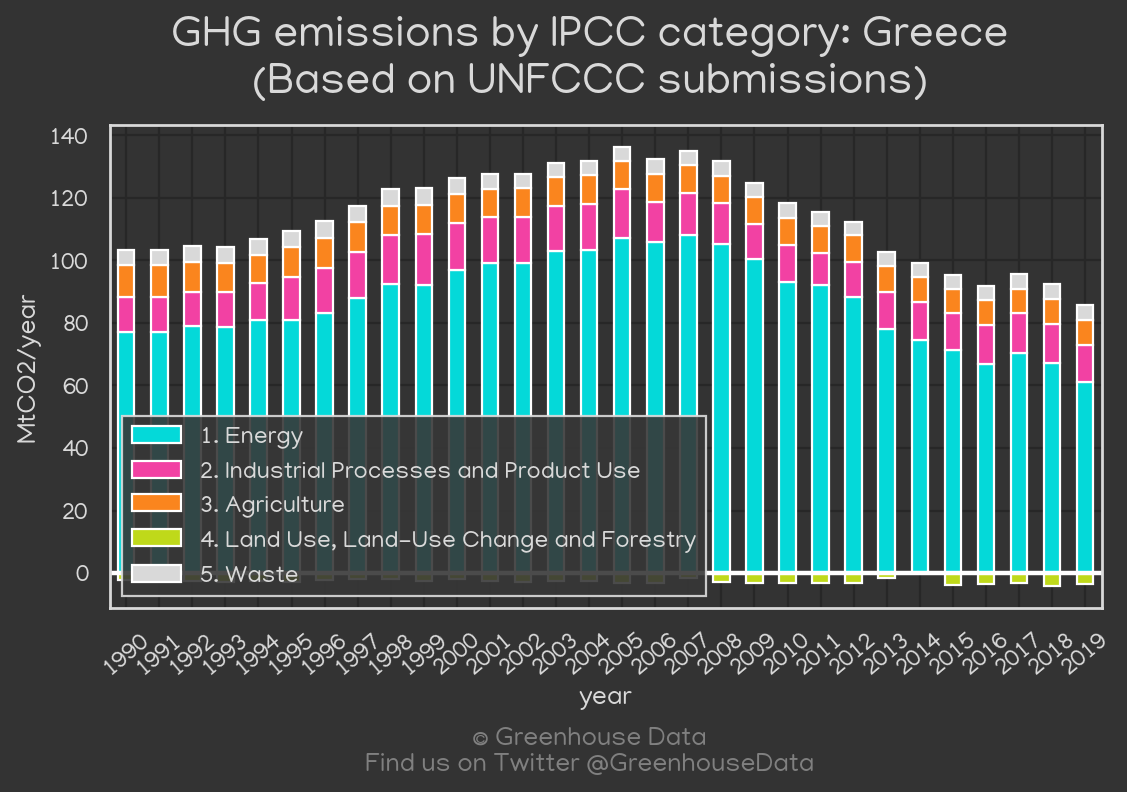 GHG emissions by IPCC category: Greece
(Based on UNFCCC submissions)
MtCO2/year
140
120
100
80
60
40
20
0
1. Energy
2. Industrial Processes and Product Use
3. Agriculture
4. Land Use, Land-Use Change and Forestry
5. Waste
1990 1991 1992 1993 1994 1995 1996 1997 1998 1999 2000 2001 2002 2003 2004 2005 2006 2007 2008 2009 2010 2011 2012 2013 2014 2015 2016 2017 2018 2019
year
© Greenhouse Data
Find us on Twitter @GreenhouseData